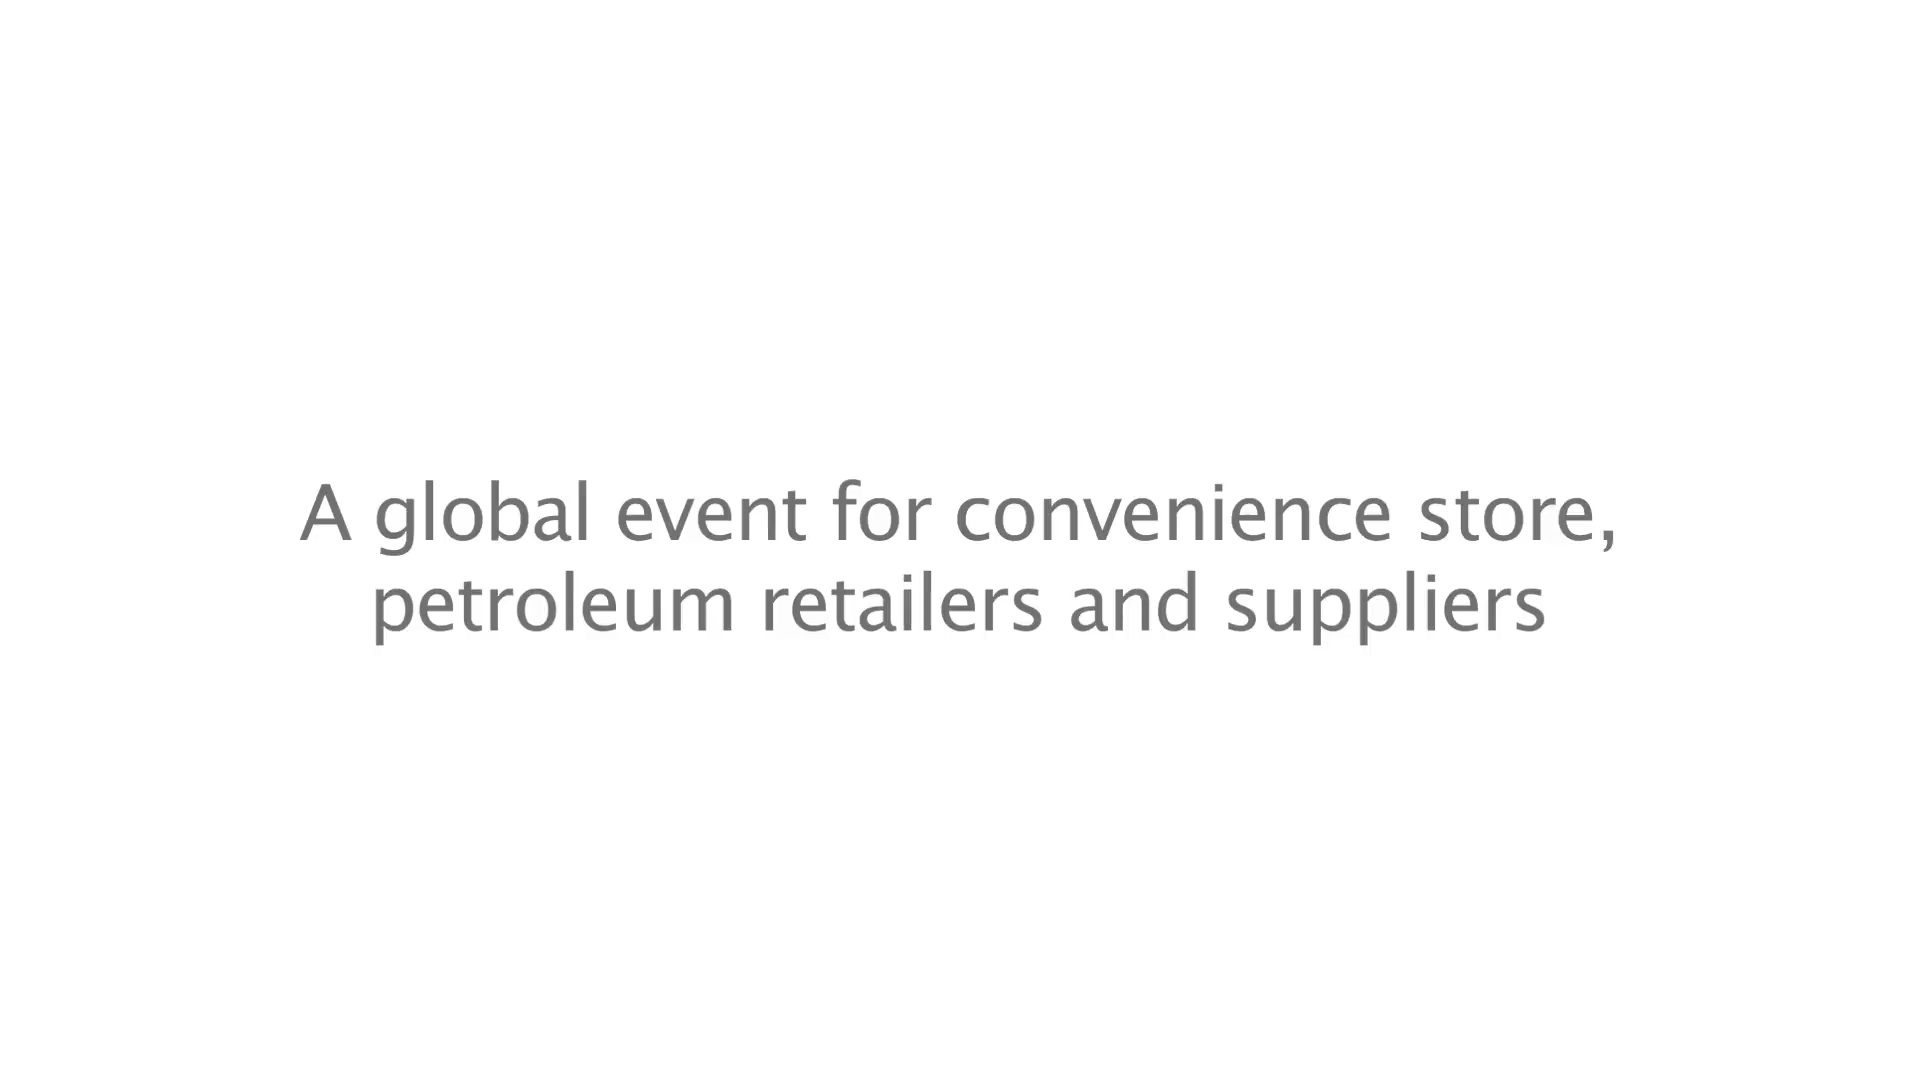 A global event for convenience store,
petroleum retailers and suppliers